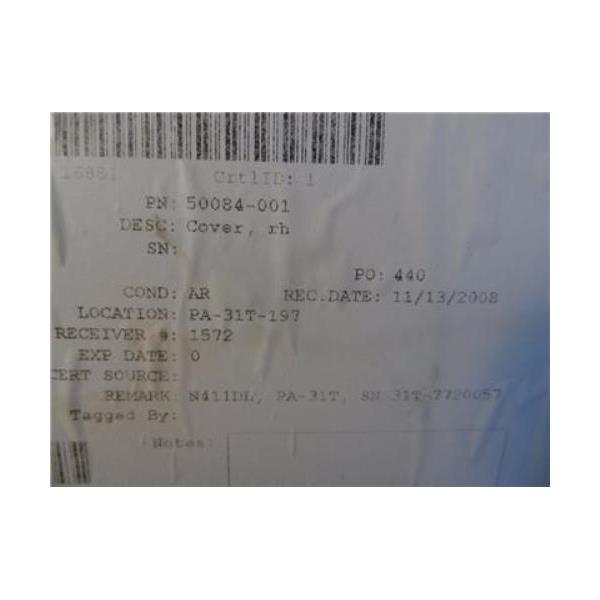 16881 CrtlID: 1
PN: 50084-001
DESC: Cover, rh
SN:
PO: 440
COND: AR REC.DATE: 11/13/2008
LOCATION: PA-31T-197
RECEIVER #: 1572
EXP DATE: 0
CERT SOURCE:
REMARK: N411DL, PA-31T, SN 31T-7720057
Tagged By:
Notes: